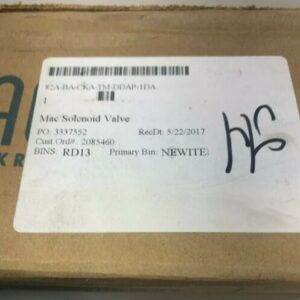 82A-BA-CKA-TM-DDAP-1DA
1
Mac Solenoid Valve
PO: 3337552 RecDt: 5/22/2017
Cust Ord#: 2085460
BINS: RD13 Primary Bin: NEWITE